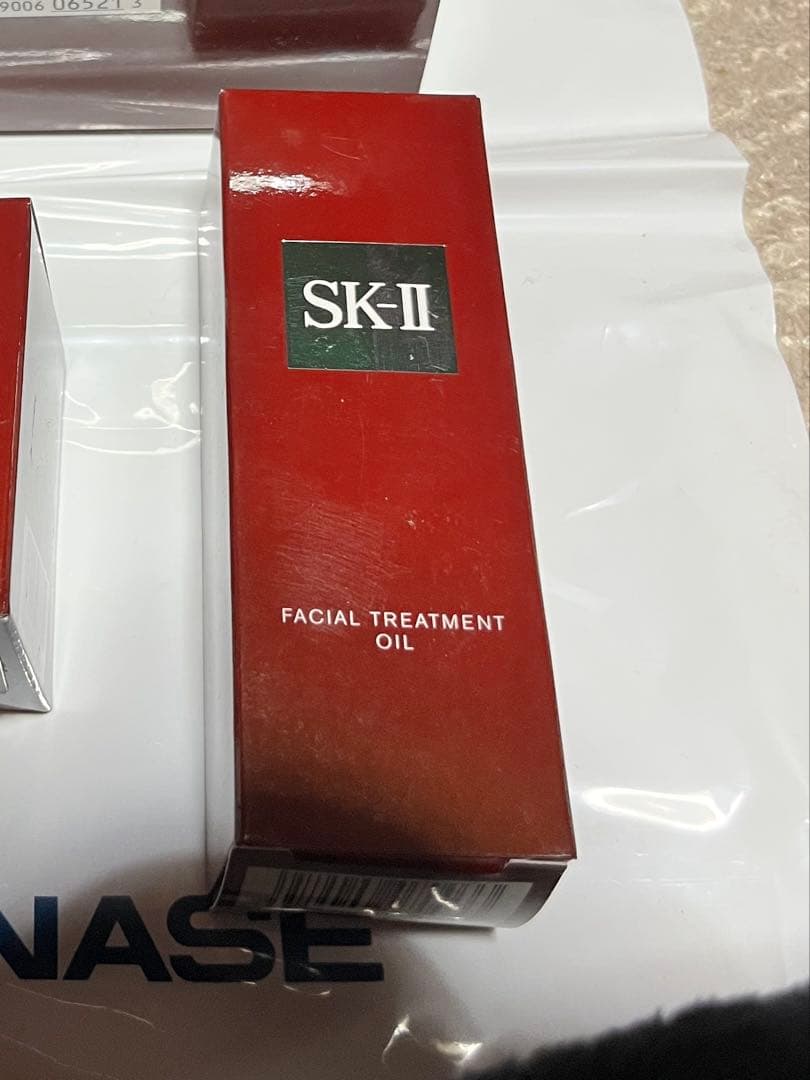 9006 06521 3
SK-II
FACIAL TREATMENT
OIL
NASE